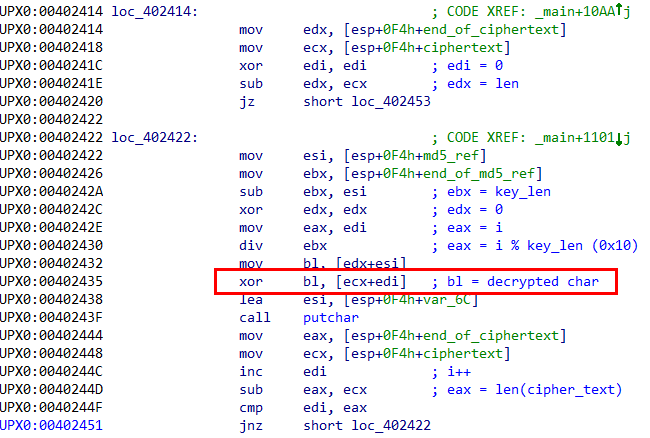 UPX0:00402414 loc_402414: ; CODE XREF: _main+10AA↑j
UPX0:00402414 mov edx, [esp+0F4h+end_of_ciphertext]
UPX0:00402418 mov ecx, [esp+0F4h+ciphertext]
UPX0:0040241C xor edi, edi ; edi = 0
UPX0:0040241E sub edx, ecx ; edx = len
UPX0:00402420 jz short loc_402453
UPX0:00402422
UPX0:00402422 loc_402422: ; CODE XREF: _main+1101↓j
UPX0:00402422 mov esi, [esp+0F4h+md5_ref]
UPX0:00402426 mov ebx, [esp+0F4h+end_of_md5_ref]
UPX0:0040242A sub ebx, esi ; ebx = key_len
UPX0:0040242C xor edx, edx ; edx = 0
UPX0:0040242E mov eax, edi ; eax = i
UPX0:00402430 div ebx ; eax = i % key_len (0x10)
UPX0:00402432 mov bl, [edx+esi]
UPX0:00402435 xor bl, [ecx+edi] ; bl = decrypted char
UPX0:00402438 lea esi, [esp+0F4h+var_6C]
UPX0:0040243F call putchar
UPX0:00402444 mov eax, [esp+0F4h+end_of_ciphertext]
UPX0:00402448 mov ecx, [esp+0F4h+ciphertext]
UPX0:0040244C inc edi ; i++
UPX0:0040244D sub eax, ecx ; eax = len(cipher_text)
UPX0:0040244F cmp edi, eax
UPX0:00402451 jnz short loc_402422